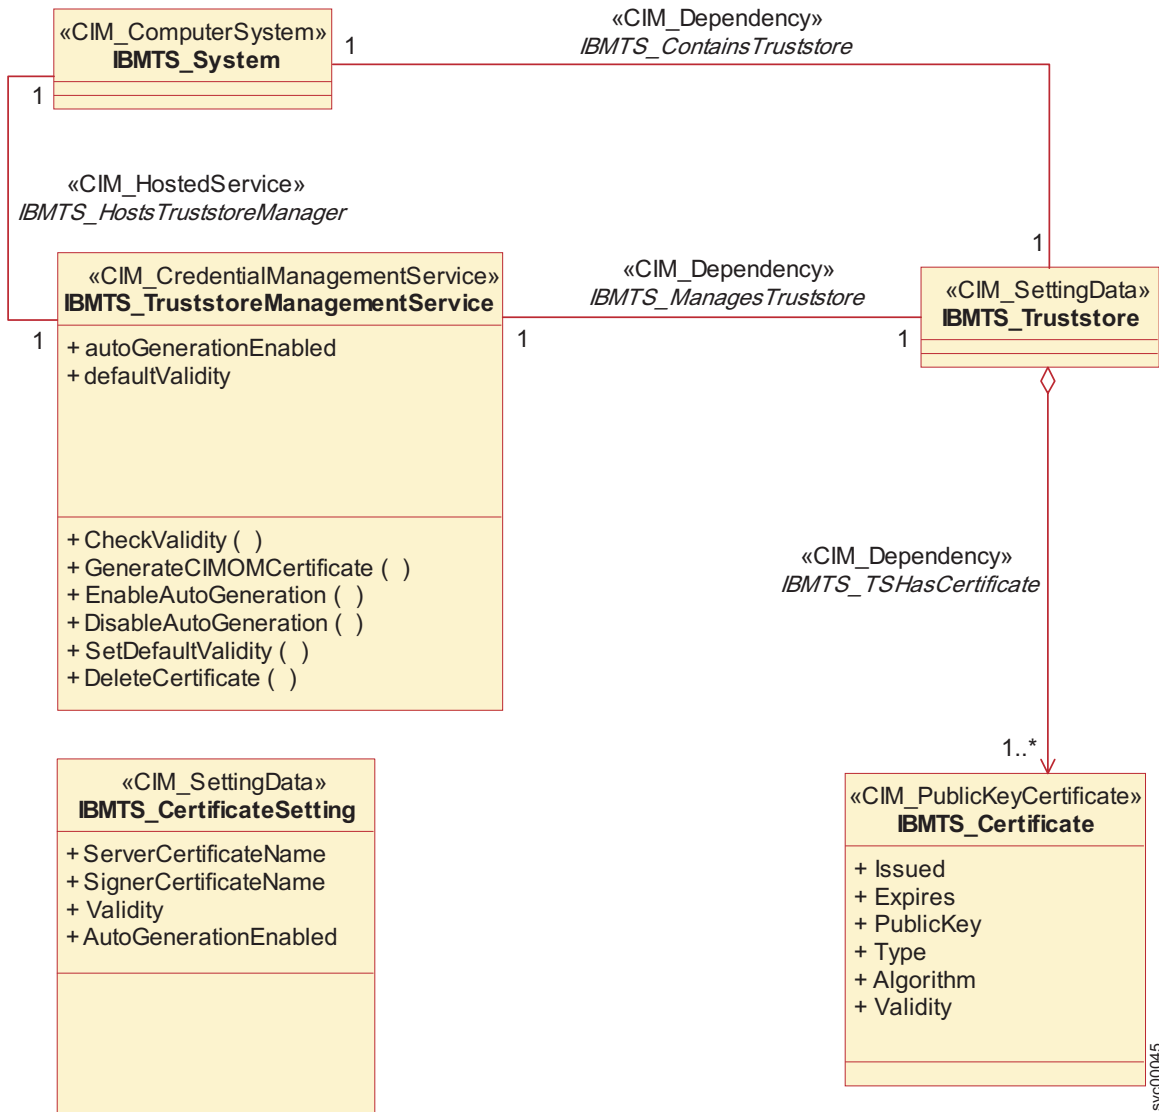 «CIM_ComputerSystem»
IBMTS_System
1
1
«CIM_Dependency»
IBMTS_ContainsTruststore
«CIM_HostedService»
IBMTS_HostsTruststoreManager
1
«CIM_CredentialManagementService»
IBMTS_TruststoreManagementService
+ autoGenerationEnabled
+ defaultValidity
+ CheckValidity ( )
+ GenerateCIMOMCertificate ( )
+ EnableAutoGeneration ( )
+ DisableAutoGeneration ( )
+ SetDefaultValidity ( )
+ DeleteCertificate ( )
1
«CIM_Dependency»
IBMTS_ManagesTruststore
1
1
«CIM_SettingData»
IBMTS_Truststore
«CIM_Dependency»
IBMTS_TSHasCertificate
1..*
«CIM_SettingData»
IBMTS_CertificateSetting
+ ServerCertificateName
+ SignerCertificateName
+ Validity
+ AutoGenerationEnabled
«CIM_PublicKeyCertificate»
IBMTS_Certificate
+ Issued
+ Expires
+ PublicKey
+ Type
+ Algorithm
+ Validity
svc00045